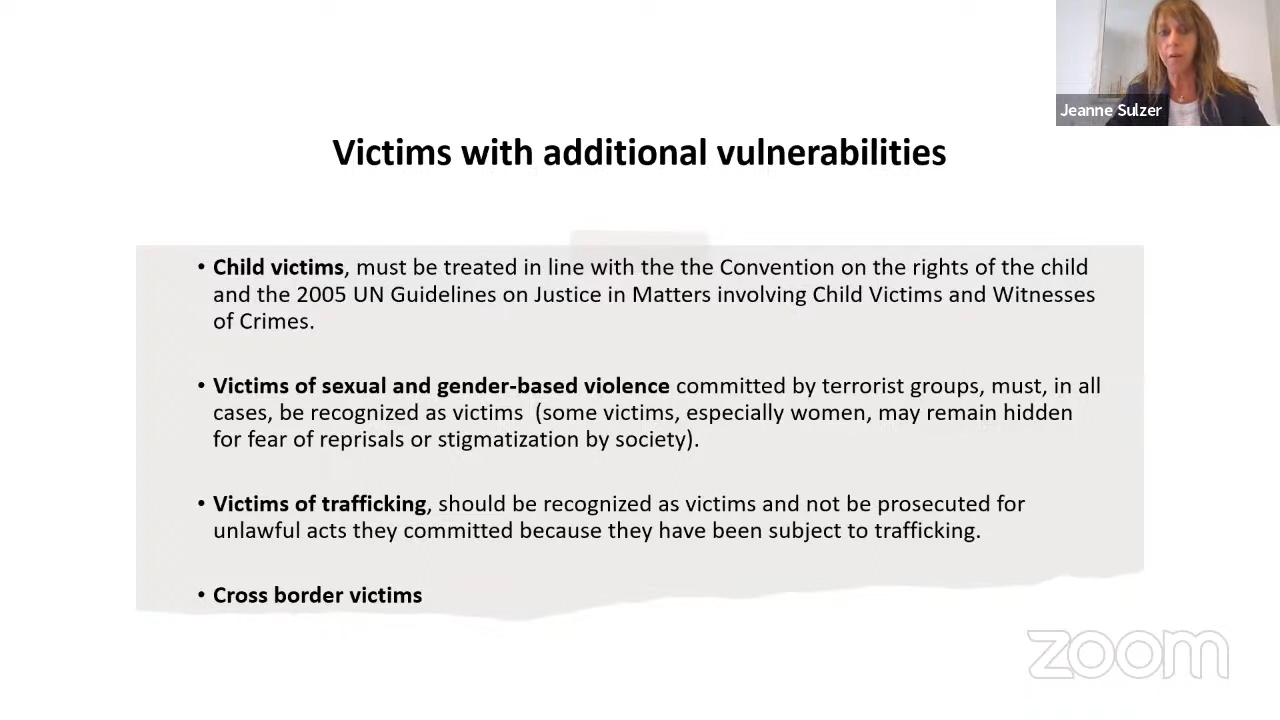 Jeanne Sulzer
Victims with additional vulnerabilities
• Child victims, must be treated in line with the the Convention on the rights of the child
and the 2005 UN Guidelines on Justice in Matters involving Child Victims and Witnesses
of Crimes.
• Victims of sexual and gender-based violence committed by terrorist groups, must, in all
cases, be recognized as victims  (some victims, especially women, may remain hidden
for fear of reprisals or stigmatization by society).
• Victims of trafficking, should be recognized as victims and not be prosecuted for
unlawful acts they committed because they have been subject to trafficking.
• Cross border victims
zoom